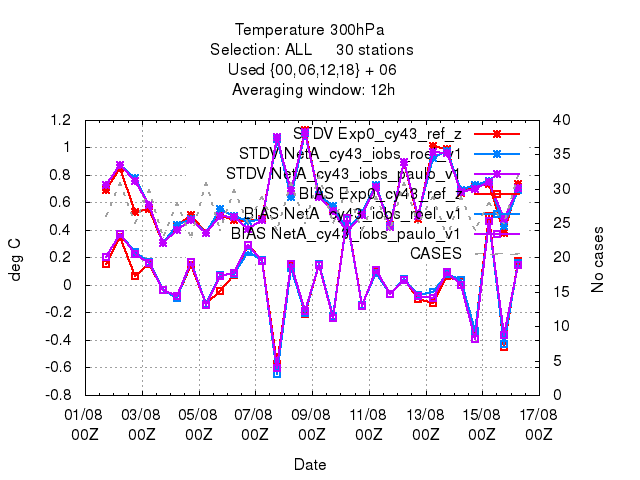 Temperature 300hPa
Selection: ALL 30 stations
Used {00,06,12,18} + 06
Averaging window: 12h
STDV Exp0_cy43_ref_z
STDV NetA_cy43_iobs_roel_v1
STDV NetA_cy43_iobs_paulo_v1
BIAS Exp0_cy43_ref_z
BIAS NetA_cy43_iobs_roel_v1
BIAS NetA_cy43_iobs_paulo_v1
CASES
deg C
1.2
1
0.8
0.6
0.4
0.2
0
-0.2
-0.4
-0.6
-0.8
No cases
40
35
30
25
20
15
10
5
0
01/08 03/08 05/08 07/08 09/08 11/08 13/08 15/08 17/08
00Z 00Z 00Z 00Z 00Z 00Z 00Z 00Z 00Z
Date